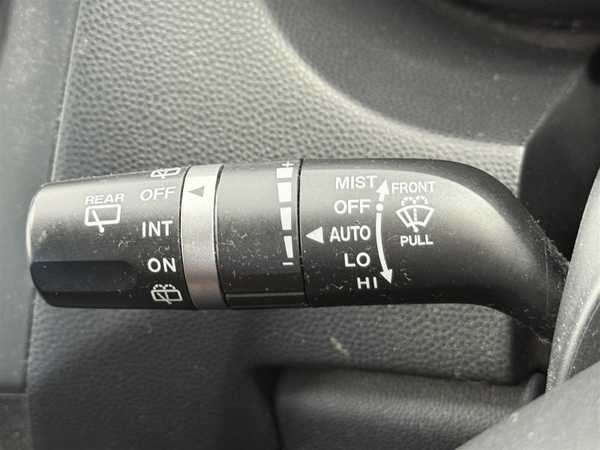 REAR
OFF
INT
ON
+
-
MIST
OFF
AUTO
LO
HI
FRONT
PULL